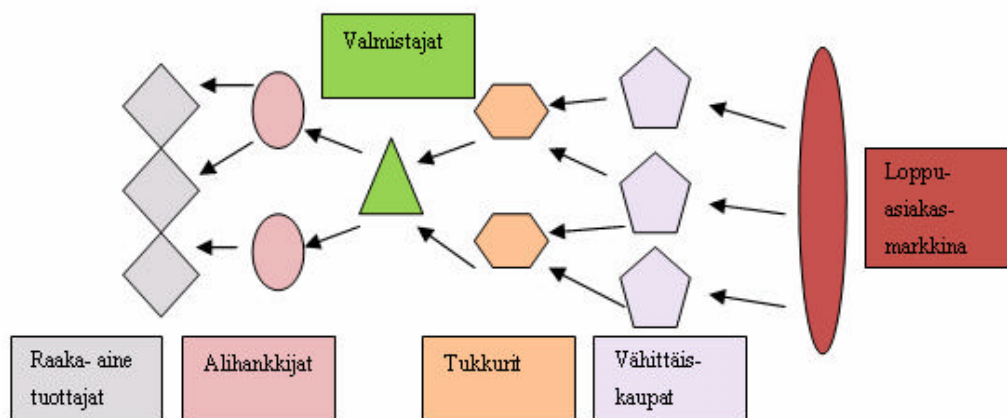 Valmistajat
Loppu-
asiakas-
markkina
Raaka- aine
tuottajat
Alihankkijat
Tukkurit
Vähittäis-
kaupat